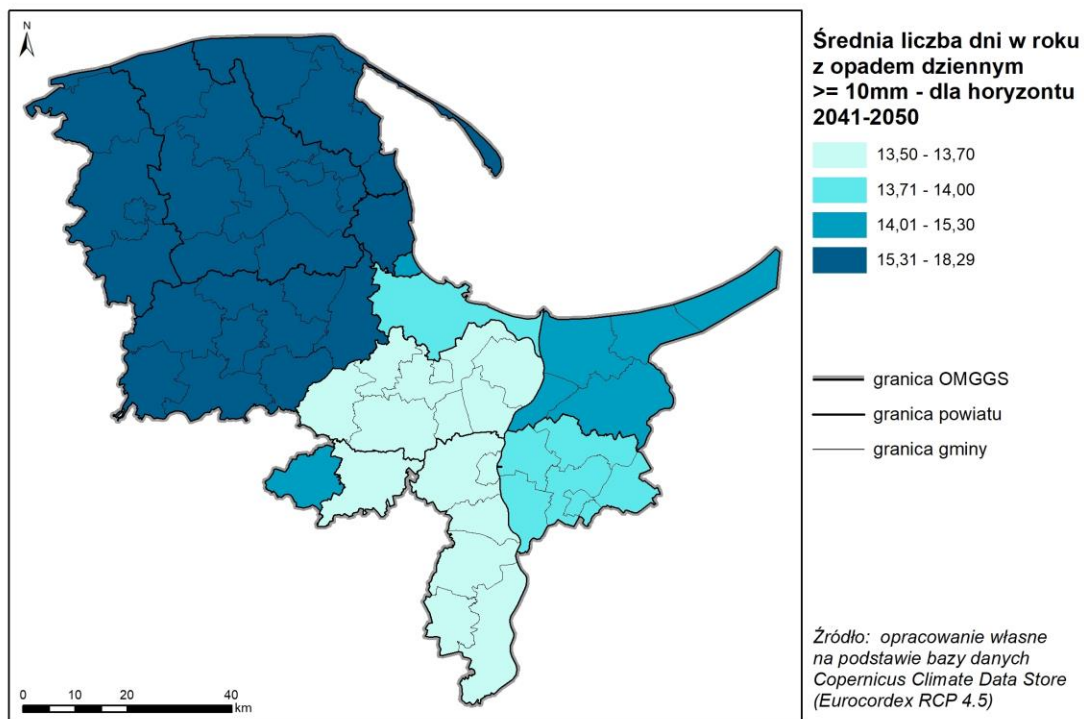 N
Średnia liczba dni w roku
z opadem dziennym
>= 10mm - dla horyzontu
2041-2050
13,50 - 13,70
13,71 - 14,00
14,01 - 15,30
15,31 - 18,29
granica OMGGS
granica powiatu
granica gminy
Źródło: opracowanie własne
na podstawie bazy danych
Copernicus Climate Data Store
(Eurocordex RCP 4.5)
0 10 20 40
km